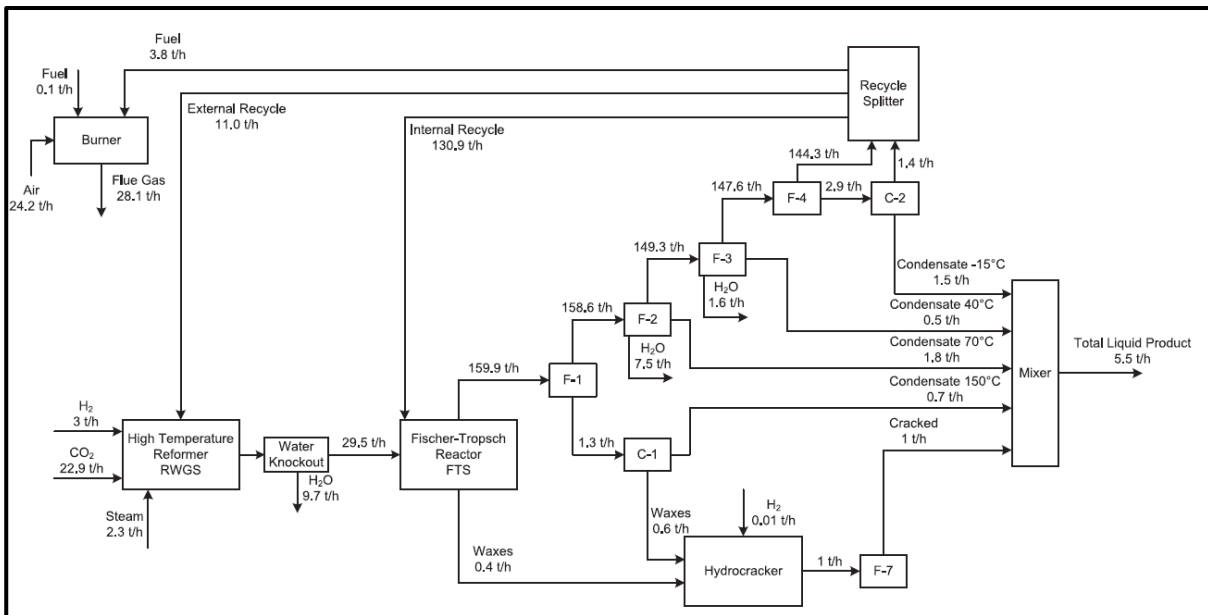 Fuel
3.8 t/h
Fuel
0.1 t/h
Burner
Air
24.2 t/h
Flue Gas
28.1 t/h
External Recycle
11.0 t/h
Internal Recycle
130.9 t/h
Recycle
Splitter
144.3 t/h
1.4 t/h
147.6 t/h
F-4
2.9 t/h
C-2
149.3 t/h
F-3
H₂O
1.6 t/h
158.6 t/h
F-2
H₂O
7.5 t/h
159.9 t/h
F-1
1.3 t/h
C-1
Condensate -15°C
1.5 t/h
Condensate 40°C
0.5 t/h
Condensate 70°C
1.8 t/h
Condensate 150°C
0.7 t/h
Cracked
1 t/h
Mixer
Total Liquid Product
5.5 t/h
H₂
3 t/h
CO₂
22.9 t/h
Steam
2.3 t/h
High Temperature
Reformer
RWGS
Water
Knockout
H₂O
9.7 t/h
29.5 t/h
Fischer-Tropsch
Reactor
FTS
Waxes
0.4 t/h
Waxes
0.6 t/h
H₂
0.01 t/h
Hydrocracker
1 t/h
F-7